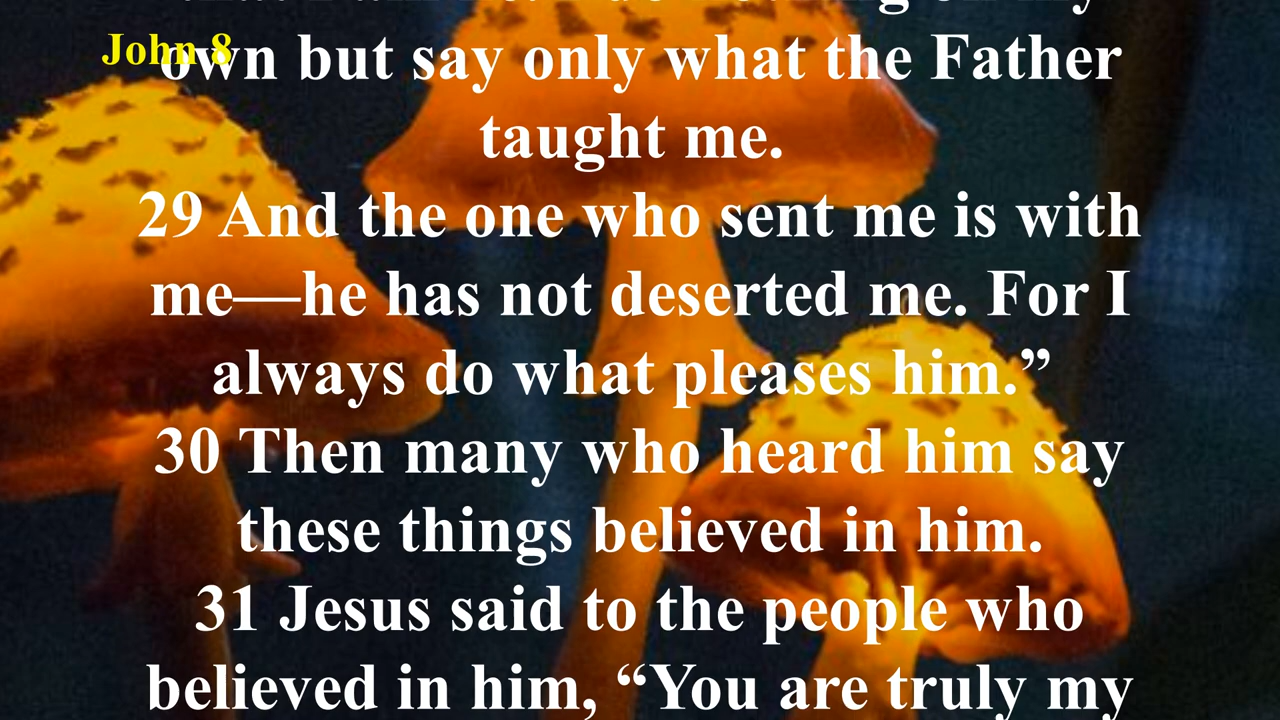 John 8
own but say only what the Father
taught me.
29 And the one who sent me is with
me—he has not deserted me. For I
always do what pleases him.”
30 Then many who heard him say
these things believed in him.
31 Jesus said to the people who
believed in him, “You are truly my